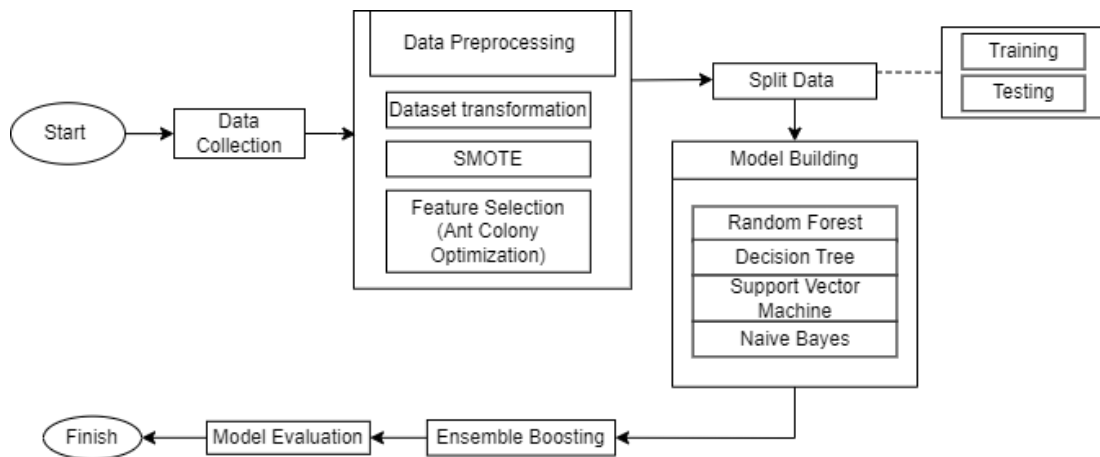 Start
Data
Collection
Data Preprocessing
Dataset transformation
SMOTE
Feature Selection
(Ant Colony
Optimization)
Split Data
Training
Testing
Model Building
Random Forest
Decision Tree
Support Vector
Machine
Naive Bayes
Ensemble Boosting
Model Evaluation
Finish